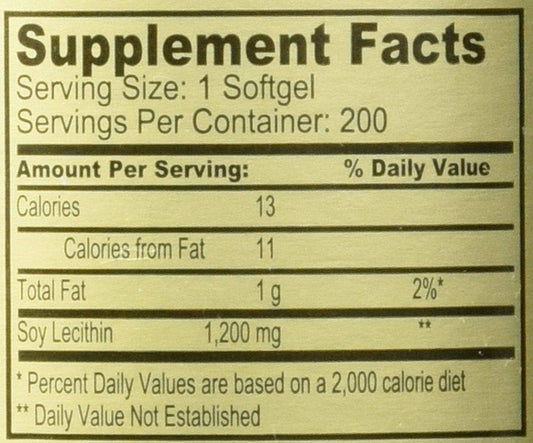 Supplement Facts
Serving Size: 1 Softgel
Servings Per Container: 200
Amount Per Serving: % Daily Value
Calories 13
Calories from Fat 11
Total Fat 1 g 2%*
Soy Lecithin 1,200 mg **
* Percent Daily Values are based on a 2,000 calorie diet
** Daily Value Not Established